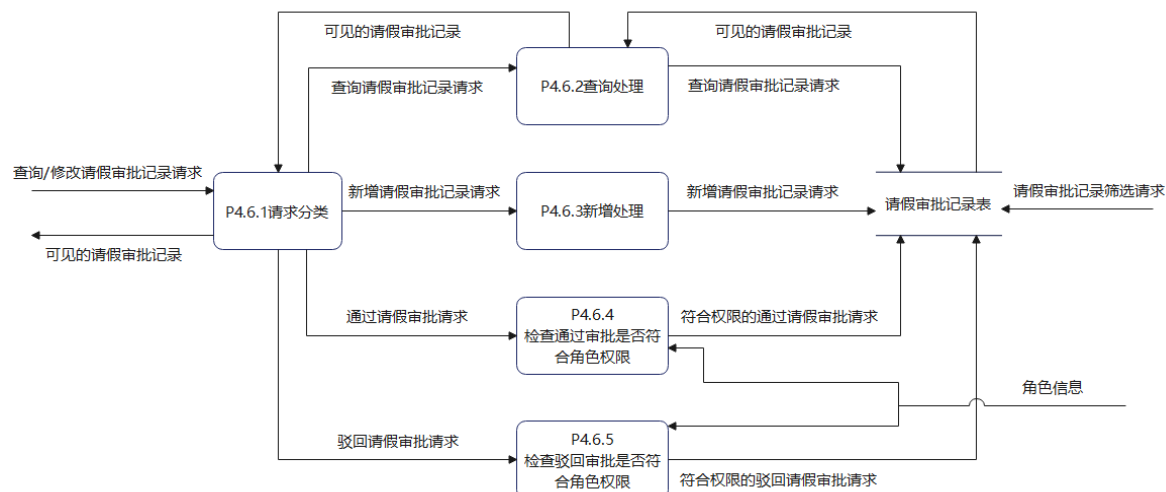 可见的请假审批记录
可见的请假审批记录
查询请假审批记录请求
P4.6.2查询处理
查询请假审批记录请求
查询/修改请假审批记录请求
P4.6.1请求分类
新增请假审批记录请求
P4.6.3新增处理
新增请假审批记录请求
请假审批记录表
请假审批记录筛选请求
可见的请假审批记录
通过请假审批请求
P4.6.4
检查通过审批是否符
合角色权限
符合权限的通过请假审批请求
角色信息
驳回请假审批请求
P4.6.5
检查驳回审批是否符
合角色权限
符合权限的驳回请假审批请求